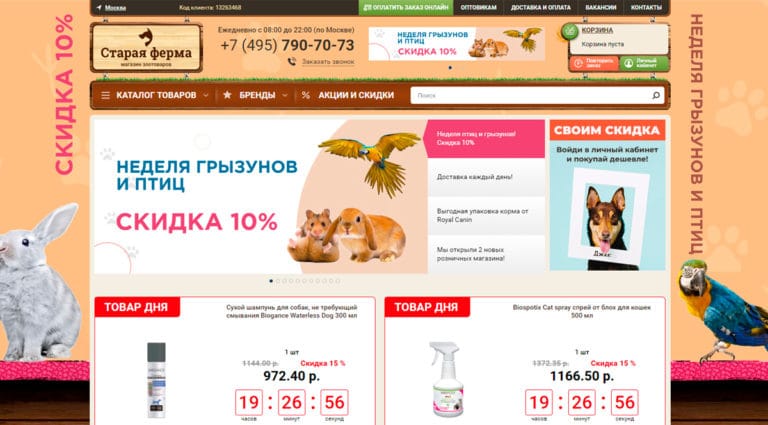 Москва
Код клиента: 13263468
ОПЛАТИТЬ ЗАКАЗ ОНЛАЙН
ОПТОВИКАМ
ДОСТАВКА И ОПЛАТА
ВАКАНСИИ
КОНТАКТЫ
Старая ферма
магазин зоотоваров
Ежедневно с 08:00 до 22:00 (по Москве)
+7 (495) 790-70-73
Заказать звонок
НЕДЕЛЯ ГРЫЗУНОВ
И ПТИЦ
СКИДКА 10%
КОРЗИНА
Корзина пуста
Повторить
заказ
Личный
кабинет
КАТАЛОГ ТОВАРОВ
БРЕНДЫ
% АКЦИИ И СКИДКИ
Поиск
СКИДКА 10%
НЕДЕЛЯ ГРЫЗУНОВ И ПТИЦ
НЕДЕЛЯ ГРЫЗУНОВ
И ПТИЦ
СКИДКА 10%
Неделя птиц и грызунов!
Скидка 10%
Доставка каждый день!
Выгодная упаковка корма от
Royal Canin
Мы открыли 2 новых
розничных магазина!
СВОИМ СКИДКА
Войди в личный кабинет
и покупай дешевле!
Джек
ТОВАР ДНЯ
Сухой шампунь для собак, не требующий
смывания Biogance Waterless Dog 300 мл
1 шт
1144.00 р. Скидка 15 %
972.40 р.
19 : 26 : 56
часов минут секунд
ТОВАР ДНЯ
Biospotix Cat spray спрей от блох для кошек
500 мл
1 шт
1372.35 р. Скидка 15 %
1166.50 р.
19 : 26 : 56
часов минут секунд